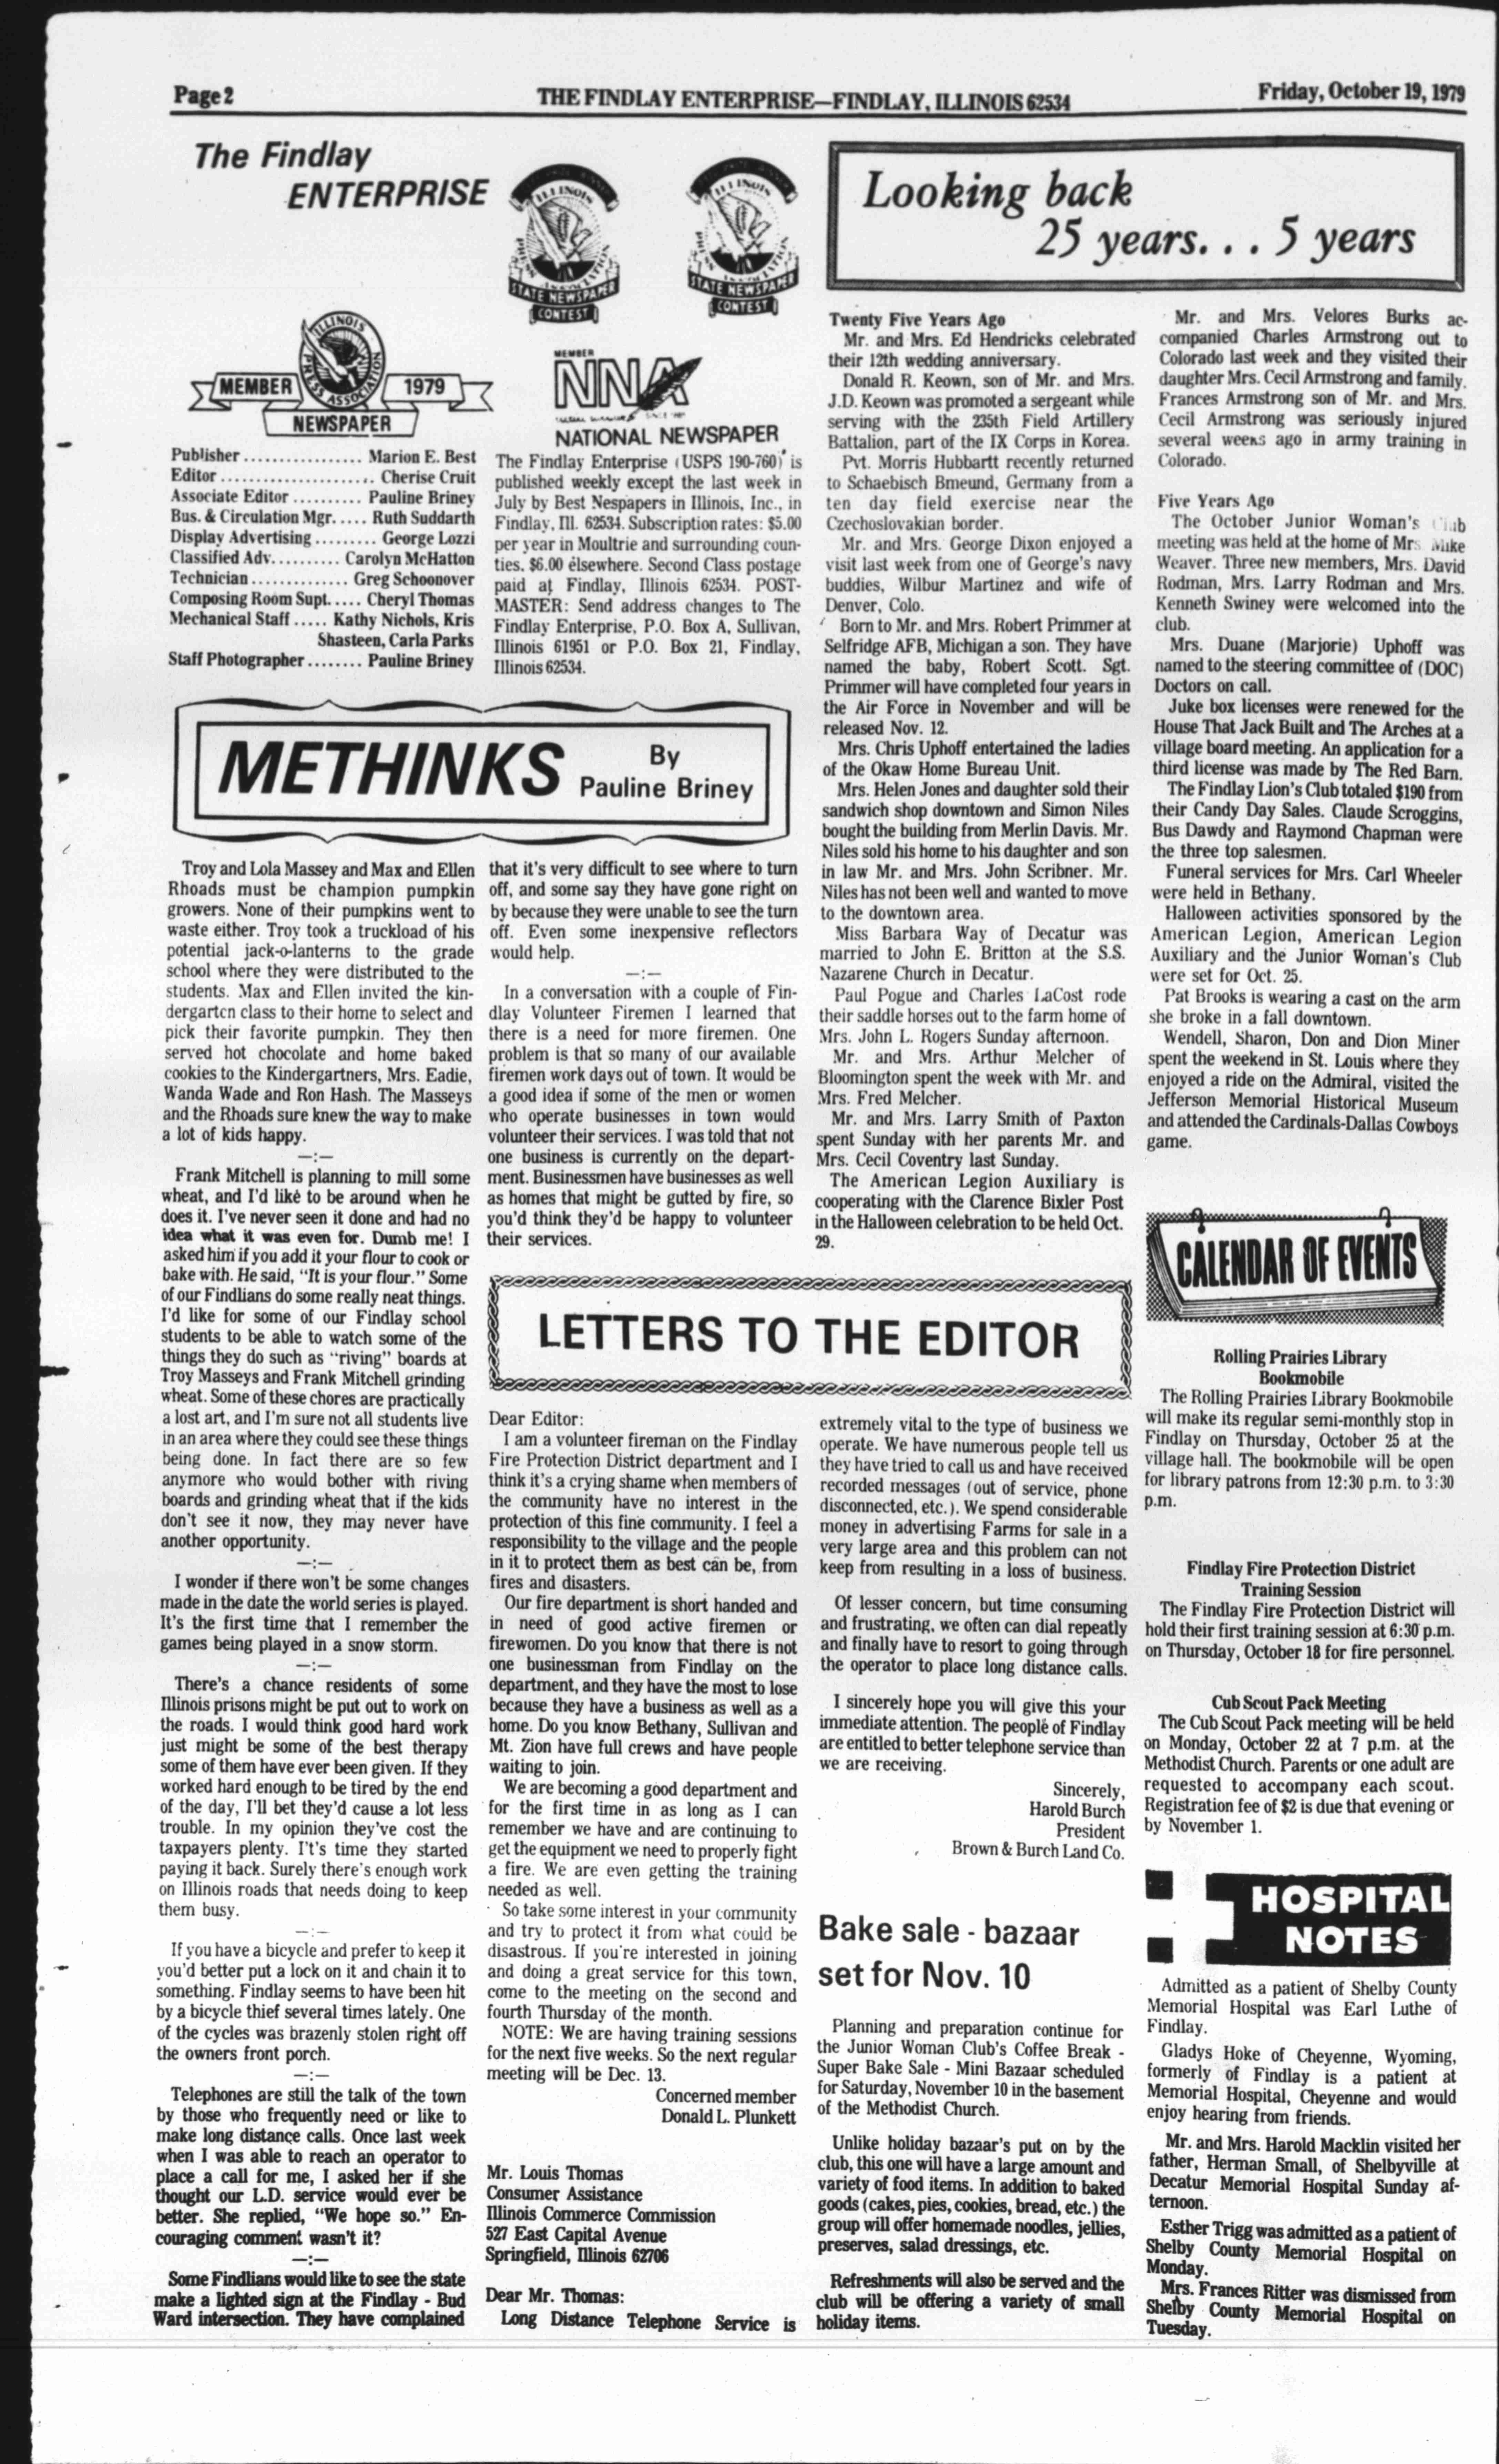 Page 2
THE FINDLAY ENTERPRISE—FINDLAY, ILLINOIS 62534
Friday, October 19, 1979
The Findlay
ENTERPRISE
ILLINOIS
STATE NEWSPAPER
CONTEST
ILLINOIS
STATE NEWSPAPER
CONTEST
ILLINOIS
PRESS ASSOCIATION
MEMBER
1979
NEWSPAPER
MEMBER
NNA
NATIONAL NEWSPAPER
Publisher ................. Marion E. Best
Editor ...................... Cherise Cruit
Associate Editor .......... Pauline Briney
Bus. & Circulation Mgr. .... Ruth Suddarth
Display Advertising ......... George Lozzi
Classified Adv. ......... Carolyn McHatton
Technician .............. Greg Schoonover
Composing Room Supt. .... Cheryl Thomas
Mechanical Staff ..... Kathy Nichols, Kris
Shasteen, Carla Parks
Staff Photographer ........ Pauline Briney
The Findlay Enterprise (USPS 190-760) is
published weekly except the last week in
July by Best Nespapers in Illinois, Inc., in
Findlay, Ill. 62534. Subscription rates: $5.00
per year in Moultrie and surrounding coun-
ties. $6.00 elsewhere. Second Class postage
paid at Findlay, Illinois 62534. POST-
MASTER: Send address changes to The
Findlay Enterprise, P.O. Box A, Sullivan,
Illinois 61951 or P.O. Box 21, Findlay,
Illinois 62534.
METHINKS
By
Pauline Briney
Troy and Lola Massey and Max and Ellen
Rhoads must be champion pumpkin
growers. None of their pumpkins went to
waste either. Troy took a truckload of his
potential jack-o-lanterns to the grade
school where they were distributed to the
students. Max and Ellen invited the kin-
dergarten class to their home to select and
pick their favorite pumpkin. They then
served hot chocolate and home baked
cookies to the Kindergartners, Mrs. Eadie,
Wanda Wade and Ron Hash. The Masseys
and the Rhoads sure knew the way to make
a lot of kids happy.
—:—
Frank Mitchell is planning to mill some
wheat, and I'd like to be around when he
does it. I've never seen it done and had no
idea what it was even for. Dumb me! I
asked him if you add it your flour to cook or
bake with. He said, "It is your flour." Some
of our Findlians do some really neat things.
I'd like for some of our Findlay school
students to be able to watch some of the
things they do such as "riving" boards at
Troy Masseys and Frank Mitchell grinding
wheat. Some of these chores are practically
a lost art, and I'm sure not all students live
in an area where they could see these things
being done. In fact there are so few
anymore who would bother with riving
boards and grinding wheat that if the kids
don't see it now, they may never have
another opportunity.
—:—
I wonder if there won't be some changes
made in the date the world series is played.
It's the first time that I remember the
games being played in a snow storm.
—:—
There's a chance residents of some
Illinois prisons might be put out to work on
the roads. I would think good hard work
just might be some of the best therapy
some of them have ever been given. If they
worked hard enough to be tired by the end
of the day, I'll bet they'd cause a lot less
trouble. In my opinion they've cost the
taxpayers plenty. I't's time they started
paying it back. Surely there's enough work
on Illinois roads that needs doing to keep
them busy.
—:—
If you have a bicycle and prefer to keep it
you'd better put a lock on it and chain it to
something. Findlay seems to have been hit
by a bicycle thief several times lately. One
of the cycles was brazenly stolen right off
the owners front porch.
—:—
Telephones are still the talk of the town
by those who frequently need or like to
make long distance calls. Once last week
when I was able to reach an operator to
place a call for me, I asked her if she
thought our L.D. service would ever be
better. She replied, "We hope so." En-
couraging comment wasn't it?
—:—
Some Findlians would like to see the state
make a lighted sign at the Findlay - Bud
Ward intersection. They have complained
that it's very difficult to see where to turn
off, and some say they have gone right on
by because they were unable to see the turn
off. Even some inexpensive reflectors
would help.
—:—
In a conversation with a couple of Fin-
dlay Volunteer Firemen I learned that
there is a need for more firemen. One
problem is that so many of our available
firemen work days out of town. It would be
a good idea if some of the men or women
who operate businesses in town would
volunteer their services. I was told that not
one business is currently on the depart-
ment. Businessmen have businesses as well
as homes that might be gutted by fire, so
you'd think they'd be happy to volunteer
their services.
LETTERS TO THE EDITOR
Dear Editor:
I am a volunteer fireman on the Findlay
Fire Protection District department and I
think it's a crying shame when members of
the community have no interest in the
protection of this fine community. I feel a
responsibility to the village and the people
in it to protect them as best can be, from
fires and disasters.
Our fire department is short handed and
in need of good active firemen or
firewomen. Do you know that there is not
one businessman from Findlay on the
department, and they have the most to lose
because they have a business as well as a
home. Do you know Bethany, Sullivan and
Mt. Zion have full crews and have people
waiting to join.
We are becoming a good department and
for the first time in as long as I can
remember we have and are continuing to
get the equipment we need to properly fight
a fire. We are even getting the training
needed as well.
So take some interest in your community
and try to protect it from what could be
disastrous. If you're interested in joining
and doing a great service for this town,
come to the meeting on the second and
fourth Thursday of the month.
NOTE: We are having training sessions
for the next five weeks. So the next regular
meeting will be Dec. 13.
Concerned member
Donald L. Plunkett
Mr. Louis Thomas
Consumer Assistance
Illinois Commerce Commission
527 East Capital Avenue
Springfield, Illinois 62706
Dear Mr. Thomas:
Long Distance Telephone Service is
extremely vital to the type of business we
operate. We have numerous people tell us
they have tried to call us and have received
recorded messages (out of service, phone
disconnected, etc.). We spend considerable
money in advertising Farms for sale in a
very large area and this problem can not
keep from resulting in a loss of business.
Of lesser concern, but time consuming
and frustrating, we often can dial repeatly
and finally have to resort to going through
the operator to place long distance calls.
I sincerely hope you will give this your
immediate attention. The people of Findlay
are entitled to better telephone service than
we are receiving.
Sincerely,
Harold Burch
President
Brown & Burch Land Co.
Bake sale - bazaar
set for Nov. 10
Planning and preparation continue for
the Junior Woman Club's Coffee Break -
Super Bake Sale - Mini Bazaar scheduled
for Saturday, November 10 in the basement
of the Methodist Church.
Unlike holiday bazaar's put on by the
club, this one will have a large amount and
variety of food items. In addition to baked
goods (cakes, pies, cookies, bread, etc.) the
group will offer homemade noodles, jellies,
preserves, salad dressings, etc.
Refreshments will also be served and the
club will be offering a variety of small
holiday items.
Looking back
25 years. . . 5 years
Twenty Five Years Ago
Mr. and Mrs. Ed Hendricks celebrated
their 12th wedding anniversary.
Donald R. Keown, son of Mr. and Mrs.
J.D. Keown was promoted a sergeant while
serving with the 235th Field Artillery
Battalion, part of the IX Corps in Korea.
Pvt. Morris Hubbartt recently returned
to Schaebisch Bmeund, Germany from a
ten day field exercise near the
Czechoslovakian border.
Mr. and Mrs. George Dixon enjoyed a
visit last week from one of George's navy
buddies, Wilbur Martinez and wife of
Denver, Colo.
Born to Mr. and Mrs. Robert Primmer at
Selfridge AFB, Michigan a son. They have
named the baby, Robert Scott. Sgt.
Primmer will have completed four years in
the Air Force in November and will be
released Nov. 12.
Mrs. Chris Uphoff entertained the ladies
of the Okaw Home Bureau Unit.
Mrs. Helen Jones and daughter sold their
sandwich shop downtown and Simon Niles
bought the building from Merlin Davis. Mr.
Niles sold his home to his daughter and son
in law Mr. and Mrs. John Scribner. Mr.
Niles has not been well and wanted to move
to the downtown area.
Miss Barbara Way of Decatur was
married to John E. Britton at the S.S.
Nazarene Church in Decatur.
Paul Pogue and Charles LaCost rode
their saddle horses out to the farm home of
Mrs. John L. Rogers Sunday afternoon.
Mr. and Mrs. Arthur Melcher of
Bloomington spent the week with Mr. and
Mrs. Fred Melcher.
Mr. and Mrs. Larry Smith of Paxton
spent Sunday with her parents Mr. and
Mrs. Cecil Coventry last Sunday.
The American Legion Auxiliary is
cooperating with the Clarence Bixler Post
in the Halloween celebration to be held Oct.
29.
Mr. and Mrs. Velores Burks ac-
companied Charles Armstrong out to
Colorado last week and they visited their
daughter Mrs. Cecil Armstrong and family.
Frances Armstrong son of Mr. and Mrs.
Cecil Armstrong was seriously injured
several weeks ago in army training in
Colorado.
Five Years Ago
The October Junior Woman's Club
meeting was held at the home of Mrs. Mike
Weaver. Three new members, Mrs. David
Rodman, Mrs. Larry Rodman and Mrs.
Kenneth Swiney were welcomed into the
club.
Mrs. Duane (Marjorie) Uphoff was
named to the steering committee of (DOC)
Doctors on call.
Juke box licenses were renewed for the
House That Jack Built and The Arches at a
village board meeting. An application for a
third license was made by The Red Barn.
The Findlay Lion's Club totaled $190 from
their Candy Day Sales. Claude Scroggins,
Bus Dawdy and Raymond Chapman were
the three top salesmen.
Funeral services for Mrs. Carl Wheeler
were held in Bethany.
Halloween activities sponsored by the
American Legion, American Legion
Auxiliary and the Junior Woman's Club
were set for Oct. 25.
Pat Brooks is wearing a cast on the arm
she broke in a fall downtown.
Wendell, Sharon, Don and Dion Miner
spent the weekend in St. Louis where they
enjoyed a ride on the Admiral, visited the
Jefferson Memorial Historical Museum
and attended the Cardinals-Dallas Cowboys
game.
CALENDAR OF EVENTS
Rolling Prairies Library
Bookmobile
The Rolling Prairies Library Bookmobile
will make its regular semi-monthly stop in
Findlay on Thursday, October 25 at the
village hall. The bookmobile will be open
for library patrons from 12:30 p.m. to 3:30
p.m.
Findlay Fire Protection District
Training Session
The Findlay Fire Protection District will
hold their first training session at 6:30 p.m.
on Thursday, October 18 for fire personnel.
Cub Scout Pack Meeting
The Cub Scout Pack meeting will be held
on Monday, October 22 at 7 p.m. at the
Methodist Church. Parents or one adult are
requested to accompany each scout.
Registration fee of $2 is due that evening or
by November 1.
HOSPITAL
NOTES
Admitted as a patient of Shelby County
Memorial Hospital was Earl Luthe of
Findlay.
Gladys Hoke of Cheyenne, Wyoming,
formerly of Findlay is a patient at
Memorial Hospital, Cheyenne and would
enjoy hearing from friends.
Mr. and Mrs. Harold Macklin visited her
father, Herman Small, of Shelbyville at
Decatur Memorial Hospital Sunday af-
ternoon.
Esther Trigg was admitted as a patient of
Shelby County Memorial Hospital on
Monday.
Mrs. Frances Ritter was dismissed from
Shelby County Memorial Hospital on
Tuesday.